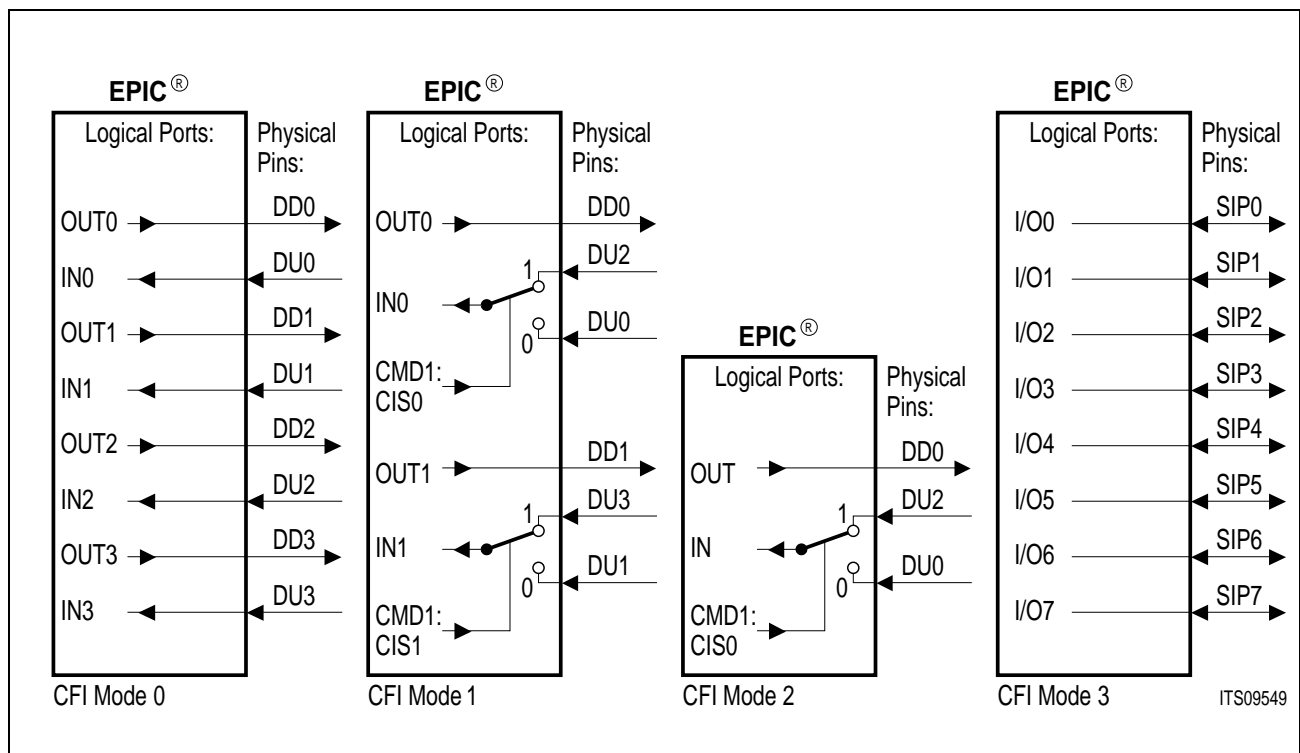 EPIC®
Logical Ports:
Physical
Pins:
OUT0
DD0
IN0
DU0
OUT1
DD1
IN1
DU1
OUT2
DD2
IN2
DU2
OUT3
DD3
IN3
DU3
CFI Mode 0
EPIC®
Logical Ports:
Physical
Pins:
OUT0
DD0
DU2
1
IN0
DU0
0
CMD1:
CIS0
OUT1
DD1
DU3
1
IN1
DU1
0
CMD1:
CIS1
CFI Mode 1
EPIC®
Logical Ports:
Physical
Pins:
OUT
DD0
DU2
1
IN
DU0
0
CMD1:
CIS0
CFI Mode 2
EPIC®
Logical Ports:
Physical
Pins:
I/O0
SIP0
I/O1
SIP1
I/O2
SIP2
I/O3
SIP3
I/O4
SIP4
I/O5
SIP5
I/O6
SIP6
I/O7
SIP7
CFI Mode 3
ITS09549